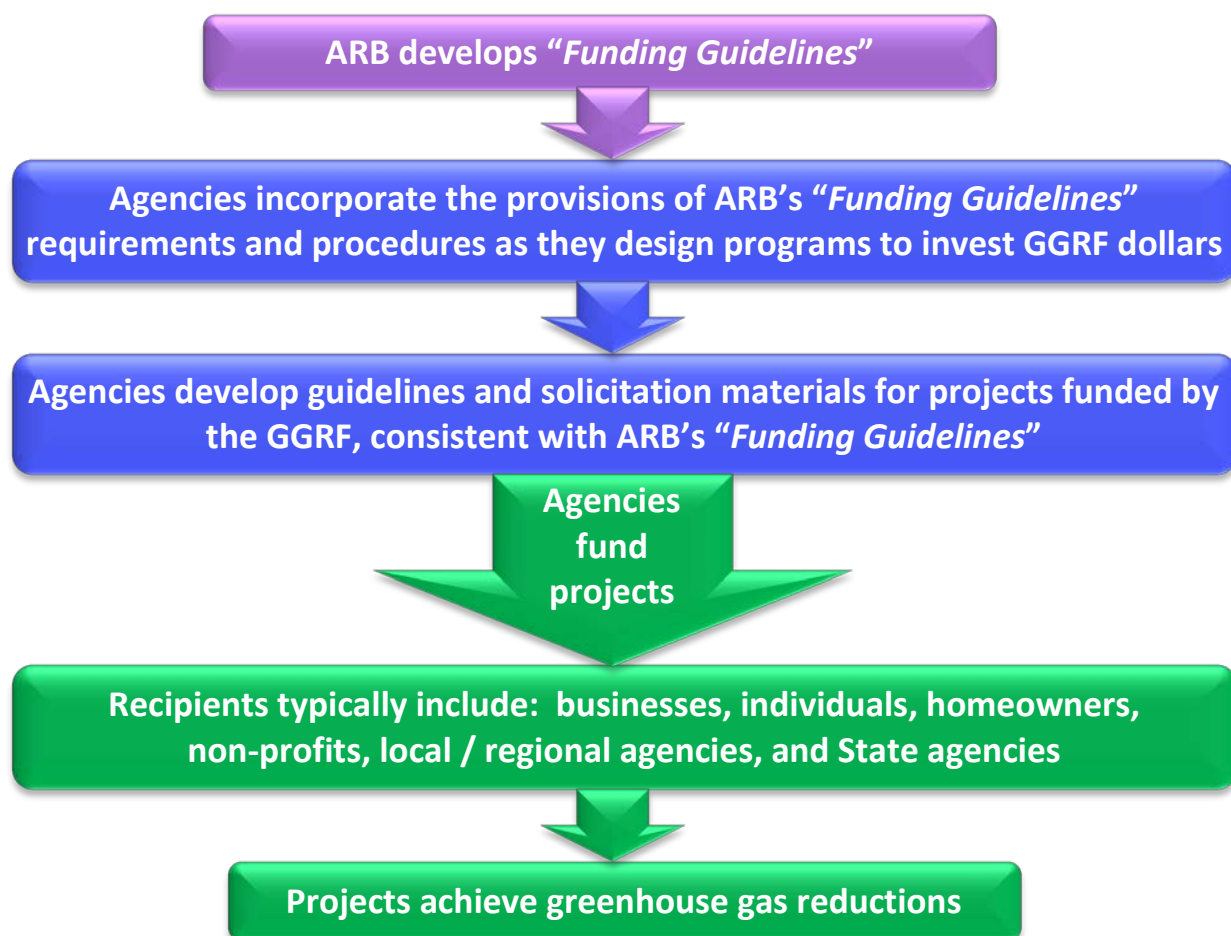 ARB develops “Funding Guidelines”
Agencies incorporate the provisions of ARB’s “Funding Guidelines”
requirements and procedures as they design programs to invest GGRF dollars
Agencies develop guidelines and solicitation materials for projects funded by
the GGRF, consistent with ARB’s “Funding Guidelines”
Agencies
fund
projects
Recipients typically include:  businesses, individuals, homeowners,
non-profits, local / regional agencies, and State agencies
Projects achieve greenhouse gas reductions